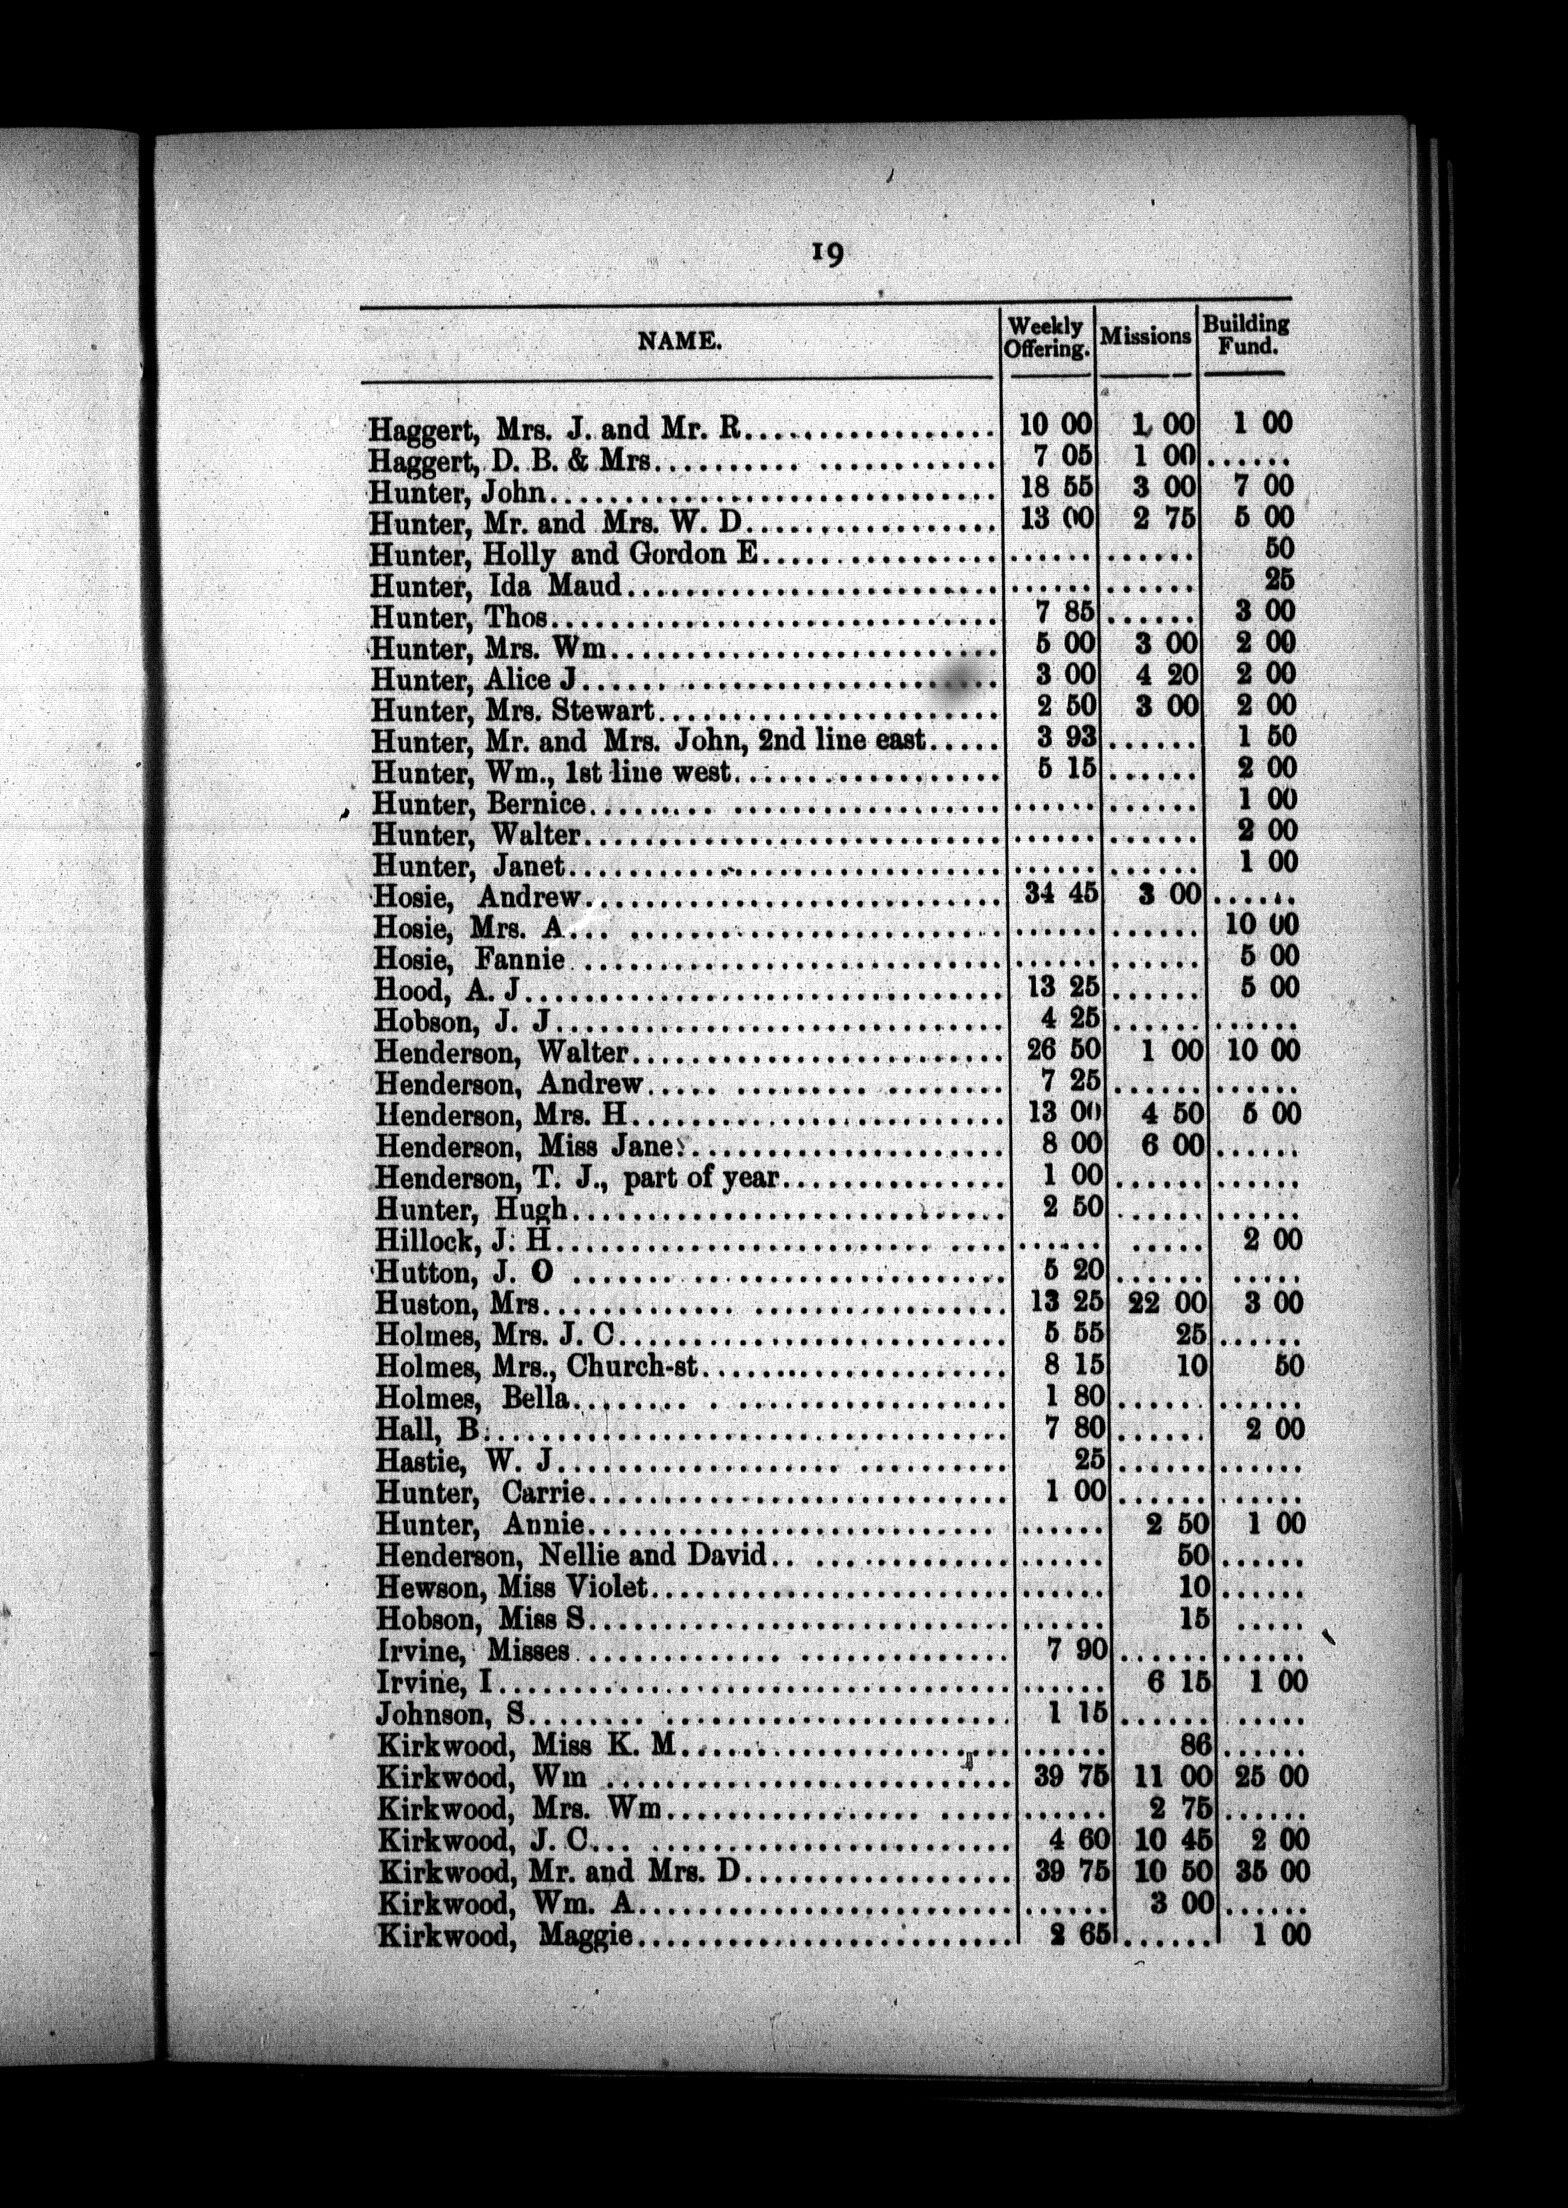 19
NAME. Weekly Offering. Missions Building Fund.
Haggert, Mrs. J. and Mr. R................. 10 00 1 00 1 00
Haggert, D. B. & Mrs.......... ............ 7 05 1 00 ......
Hunter, John.............................. 18 55 3 00 7 00
Hunter, Mr. and Mrs. W. D................. 13 00 2 75 5 00
Hunter, Holly and Gordon E................ ...... ...... 50
Hunter, Ida Maud......................... ...... ...... 25
Hunter, Thos.............................. 7 85 ...... 3 00
Hunter, Mrs. Wm.......................... 5 00 3 00 2 00
Hunter, Alice J...... ..................... 3 00 4 20 2 00
Hunter, Mrs. Stewart....................... 2 50 3 00 2 00
Hunter, Mr. and Mrs. John, 2nd line east..... 3 93 ...... 1 50
Hunter, Wm., 1st line west.................. 5 15 ...... 2 00
Hunter, Bernice........ .................. ...... ...... 1 00
Hunter, Walter............................ ...... ...... 2 00
Hunter, Janet............................. ...... ...... 1 00
Hosie, Andrew............................ 34 45 3 00 ......
Hosie, Mrs. A... ......................... ...... ...... 10 00
Hosie, Fannie ............................ ...... ...... 5 00
Hood, A. J................................ 13 25 ...... 5 00
Hobson, J. J.............................. 4 25 ...... ......
Henderson, Walter......................... 26 50 1 00 10 00
Henderson, Andrew..... ......... ........ 7 25 ...... ......
Henderson, Mrs. H......................... 13 00 4 50 5 00
Henderson, Miss Jane...................... 8 00 6 00 ......
Henderson, T. J., part of year............... 1 00 ...... ......
Hunter, Hugh............................. 2 50 ...... ......
Hillock, J. H.......................... .... ...... ..... 2 00
Hutton, J. O ...... ..................... 5 20 ...... .....
Huston, Mrs............. ................. 13 25 22 00 3 00
Holmes, Mrs. J. C.......................... 5 55 25 ......
Holmes, Mrs., Church-st.................... 8 15 10 50
Holmes, Bella........ . .................. 1 80 ...... ......
Hall, B................................... 7 80 ...... 2 00
Hastie, W. J................... .......... 25 ...... ......
Hunter, Carrie............................ 1 00 ...... ......
Hunter, Annie........................... ...... 2 50 1 00
Henderson, Nellie and David.. ............. ...... 50 ......
Hewson, Miss Violet........................ ...... 10 ......
Hobson, Miss S............................ ...... 15 .....
Irvine, Misses.............. .............. 7 90 ...... ......
Irvine, I.................................. ...... 6 15 1 00
Johnson, S........ ....................... 1 15 ...... .....
Kirkwood, Miss K. M...................... ...... 86 ......
Kirkwood, Wm ........................... 39 75 11 00 25 00
Kirkwood, Mrs. Wm................. ..... ...... 2 75 ......
Kirkwood, J. C... ........................ 4 60 10 45 2 00
Kirkwood, Mr. and Mrs. D.................. 39 75 10 50 35 00
Kirkwood, Wm. A......................... ...... 3 00 ......
Kirkwood, Maggie......................... 2 65 ...... 1 00